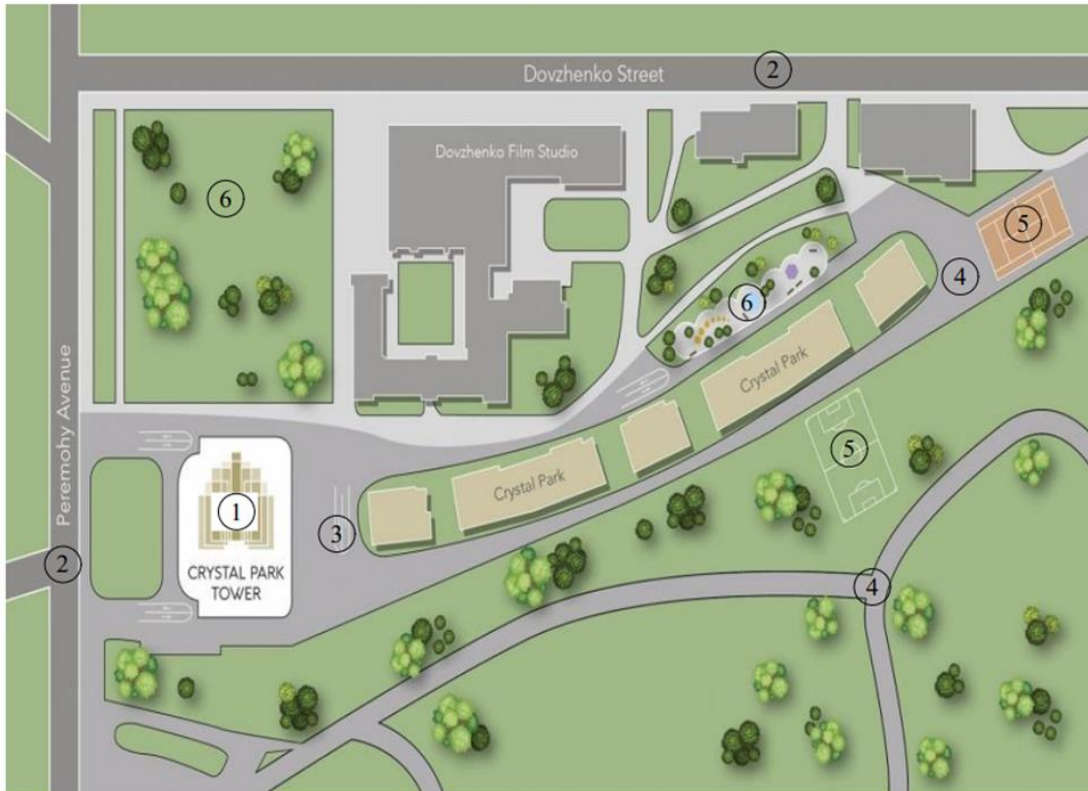 Dovzhenko Street
2
Dovzhenko Film Studio
6
5
4
6
Crystal Park
Peremohy Avenue
5
Crystal Park
1
3
2
CRYSTAL PARK
TOWER
4